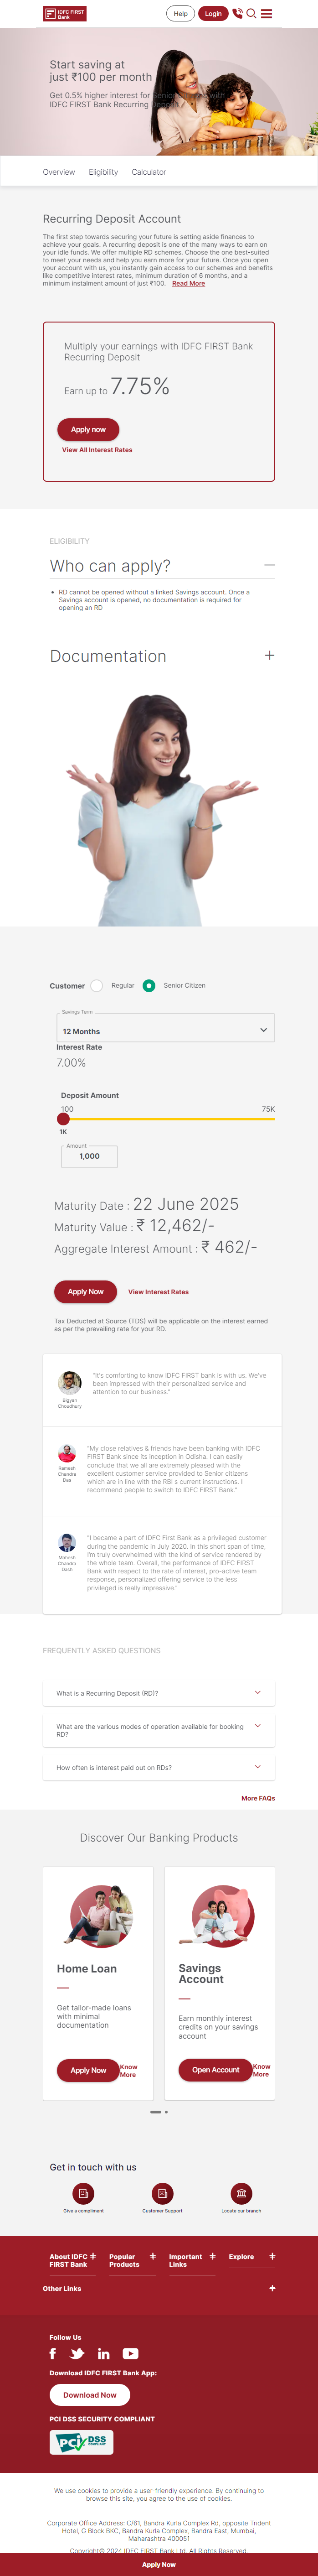 IDFC FIRST
Bank
Help
Login
Start saving at
just ₹100 per month
Get 0.5% higher interest for Senior Citizens with
IDFC FIRST Bank Recurring Deposit
Overview
Eligibility
Calculator
Recurring Deposit Account
The first step towards securing your future is setting aside finances to
achieve your goals. A recurring deposit is one of the many ways to earn on
your idle funds. We offer multiple RD schemes. Choose the one best-suited
to meet your needs and help you earn more for your future. Once you open
your account with us, you instantly gain access to our schemes and benefits
like competitive interest rates, minimum duration of 6 months, and a
minimum instalment amount of just ₹100. Read More
Multiply your earnings with IDFC FIRST Bank
Recurring Deposit
Earn up to 7.75%
Apply now
View All Interest Rates
ELIGIBILITY
Who can apply?
• RD cannot be opened without a linked Savings account. Once a
Savings account is opened, no documentation is required for
opening an RD
Documentation
Customer
Regular
Senior Citizen
Savings Term
12 Months
Interest Rate
7.00%
Deposit Amount
100
75K
1K
Amount
1,000
Maturity Date : 22 June 2025
Maturity Value : ₹ 12,462/-
Aggregate Interest Amount : ₹ 462/-
Apply Now
View Interest Rates
Tax Deducted at Source (TDS) will be applicable on the interest earned
as per the prevailing rate for your RD.
"It's comforting to know IDFC FIRST bank is with us. We've
been impressed with their personalized service and
attention to our business."
Bigyan
Choudhury
"My close relatives & friends have been banking with IDFC
FIRST Bank since its inception in Odisha. I can easily
conclude that we all are extremely pleased with the
excellent customer service provided to Senior citizens
which are in line with the RBI s current instructions. I
recommend people to switch to IDFC FIRST Bank."
Ramesh
Chandra
Das
"I became a part of IDFC First Bank as a privileged customer
during the pandemic in July 2020. In this short span of time,
I'm truly overwhelmed with the kind of service rendered by
the whole team. Overall, the performance of IDFC FIRST
Bank with respect to the rate of interest, pro-active team
response, personalized offering service to the less
privileged is really impressive."
Mahesh
Chandra
Dash
FREQUENTLY ASKED QUESTIONS
What is a Recurring Deposit (RD)?
What are the various modes of operation available for booking
RD?
How often is interest paid out on RDs?
More FAQs
Discover Our Banking Products
Home Loan
Get tailor-made loans
with minimal
documentation
Apply Now
Know
More
Savings
Account
Earn monthly interest
credits on your savings
account
Open Account
Know
More
Get in touch with us
Give a compliment
Customer Support
Locate our branch
About IDFC
FIRST Bank
Popular
Products
Important
Links
Explore
Other Links
Follow Us
Download IDFC FIRST Bank App:
Download Now
PCI DSS SECURITY COMPLIANT
PCI DSS
COMPLIANT
We use cookies to provide a user-friendly experience. By continuing to
browse this site, you agree to the use of cookies.
Corporate Office Address: C/61, Bandra Kurla Complex Rd, opposite Trident
Hotel, G Block BKC, Bandra Kurla Complex, Bandra East, Mumbai,
Maharashtra 400051
Copyright© 2024 IDFC FIRST Bank Ltd. All Rights Reserved.
Apply Now